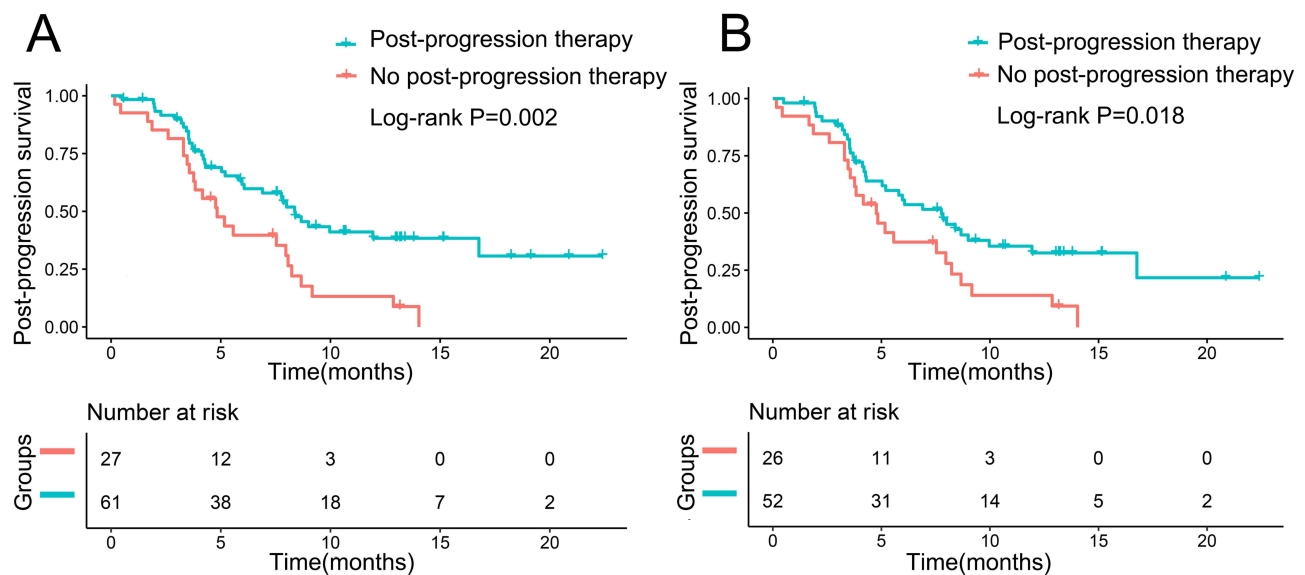 A
Post-progression therapy
No post-progression therapy
Log-rank P=0.002
Post-progression survival
1.00
0.75
0.50
0.25
0.00
0 5 10 15 20
Time(months)
Number at risk
Groups
27 12 3 0 0
61 38 18 7 2
0 5 10 15 20
Time(months)
B
Post-progression therapy
No post-progression therapy
Log-rank P=0.018
Post-progression survival
1.00
0.75
0.50
0.25
0.00
0 5 10 15 20
Time(months)
Number at risk
Groups
26 11 3 0 0
52 31 14 5 2
0 5 10 15 20
Time(months)